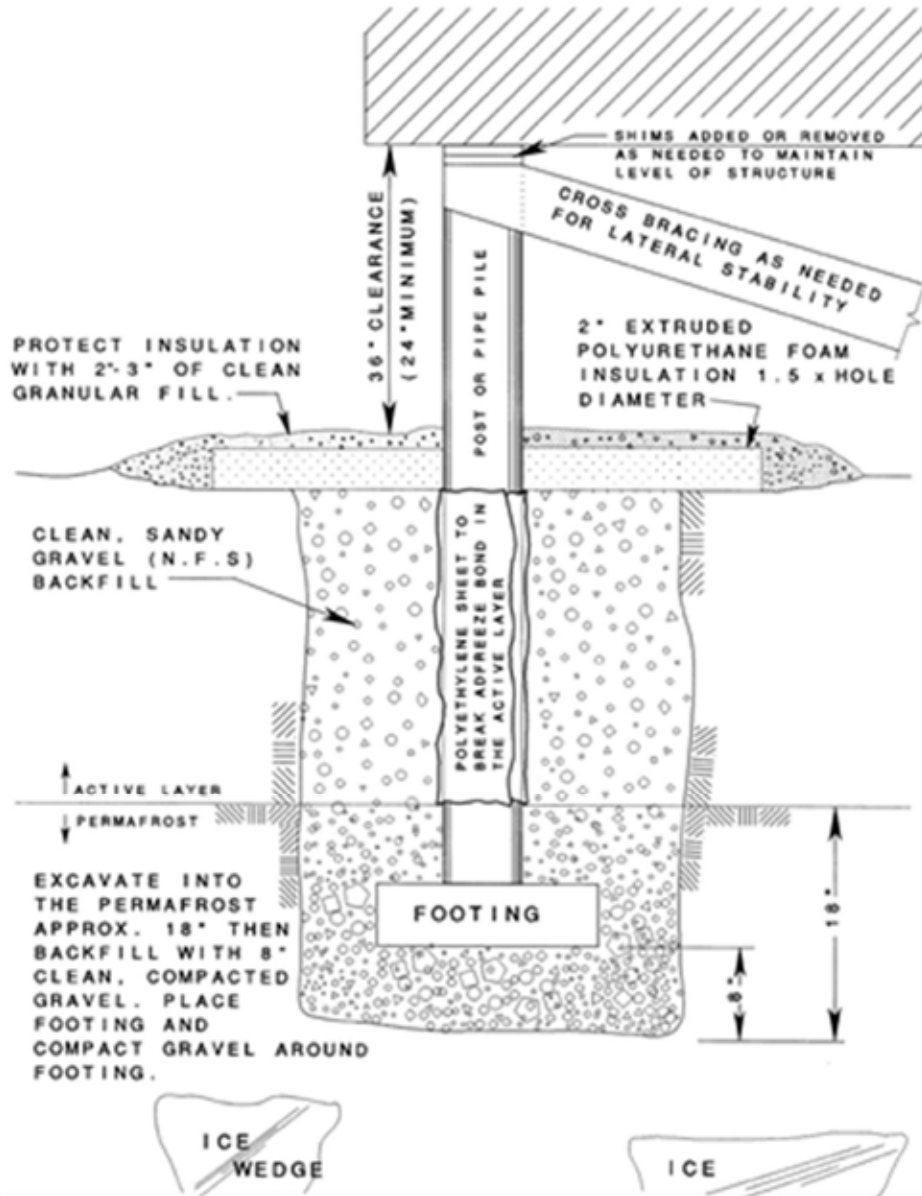 SHIMS ADDED OR REMOVED
AS NEEDED TO MAINTAIN
LEVEL OF STRUCTURE
CROSS BRACING AS NEEDED
FOR LATERAL STABILITY
36" CLEARANCE
(24"MINIMUM)
POST OR PIPE PILE
2" EXTRUDED
POLYURETHANE FOAM
INSULATION 1.5 x HOLE
DIAMETER
PROTECT INSULATION
WITH 2"-3" OF CLEAN
GRANULAR FILL.
CLEAN, SANDY
GRAVEL (N.F.S)
BACKFILL
POLYETHYLENE SHEET TO
BREAK ADFREEZE BOND IN
THE ACTIVE LAYER
ACTIVE LAYER
PERMAFROST
EXCAVATE INTO
THE PERMAFROST
APPROX. 18" THEN
BACKFILL WITH 8"
CLEAN, COMPACTED
GRAVEL. PLACE
FOOTING AND
COMPACT GRAVEL AROUND
FOOTING.
FOOTING
8"
18"
ICE
WEDGE
ICE